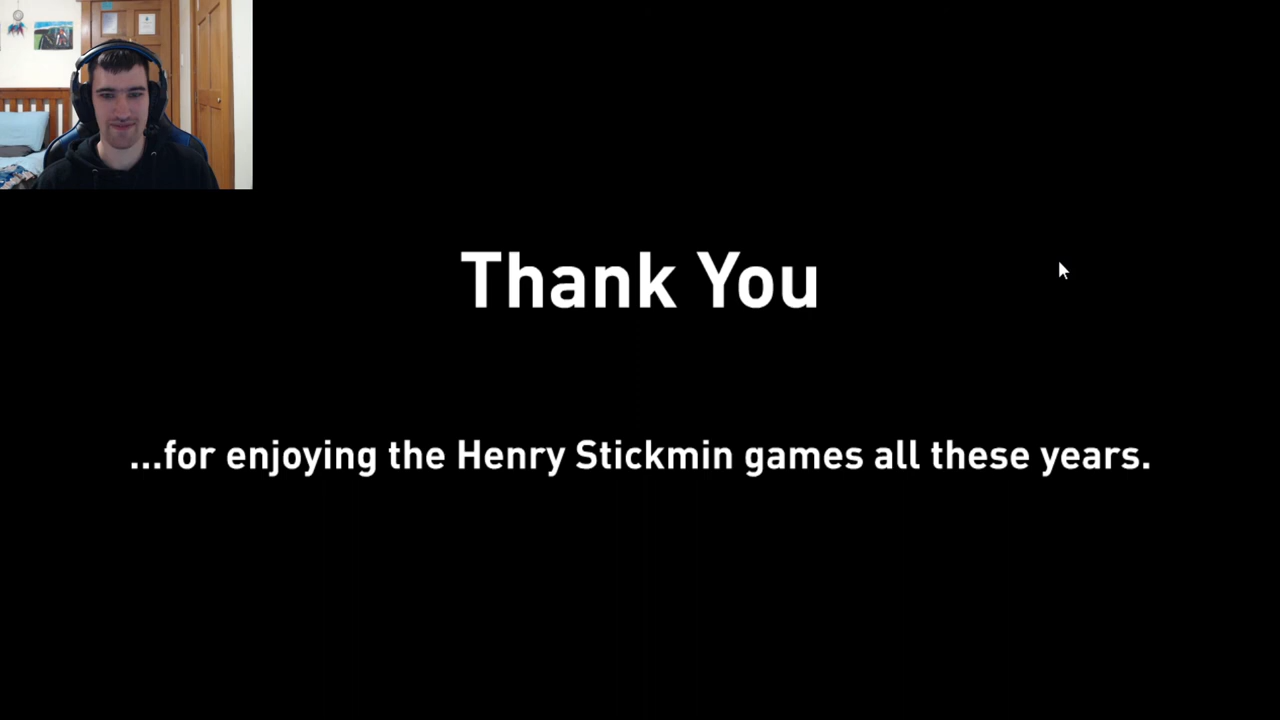 Thank You
...for enjoying the Henry Stickmin games all these years.